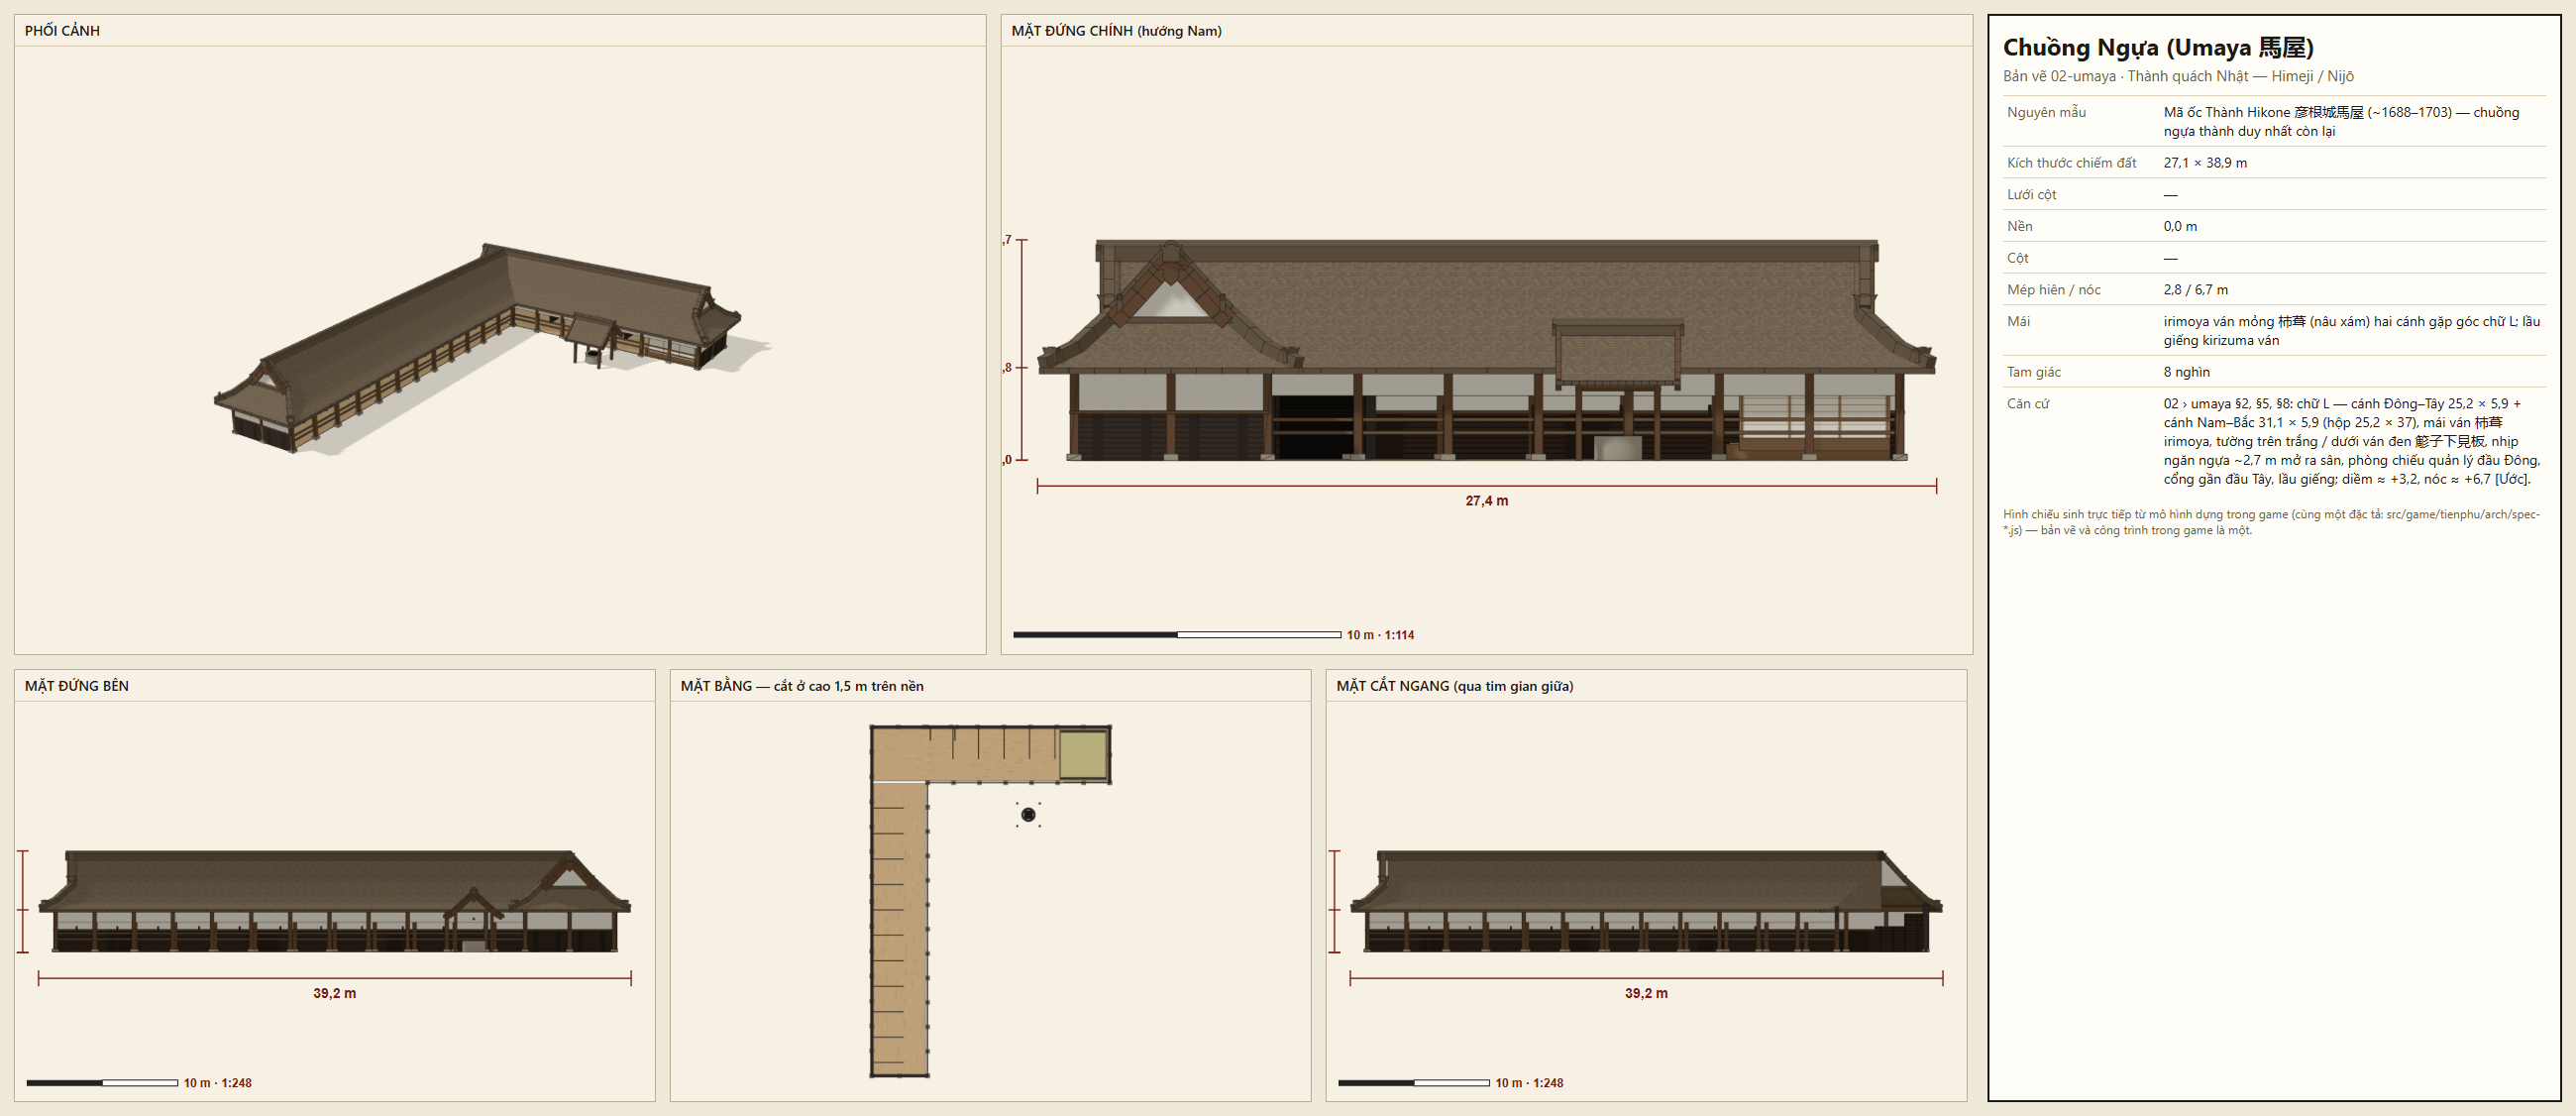 PHỐI CẢNH
MẶT ĐỨNG CHÍNH (hướng Nam)
,7
,8
,0
27,4 m
10 m · 1:114
MẶT ĐỨNG BÊN
39,2 m
10 m · 1:248
MẶT BẰNG — cắt ở cao 1,5 m trên nền
MẶT CẮT NGANG (qua tim gian giữa)
39,2 m
10 m · 1:248
Chuồng Ngựa (Umaya 馬屋)
Bản vẽ 02-umaya · Thành quách Nhật — Himeji / Nijō
Nguyên mẫu
Mã ốc Thành Hikone 彦根城馬屋 (~1688–1703) — chuồng
ngựa thành duy nhất còn lại
Kích thước chiếm đất
27,1 × 38,9 m
Lưới cột
—
Nền
0,0 m
Cột
—
Mép hiên / nóc
2,8 / 6,7 m
Mái
irimoya ván mỏng 杮葺 (nâu xám) hai cánh gặp góc chữ L; lầu
giếng kirizuma ván
Tam giác
8 nghìn
Căn cứ
02 › umaya §2, §5, §8: chữ L — cánh Đông–Tây 25,2 × 5,9 +
cánh Nam–Bắc 31,1 × 5,9 (hộp 25,2 × 37), mái ván 杮葺
irimoya, tường trên trắng / dưới ván đen 簓子下見板, nhịp
ngăn ngựa ~2,7 m mở ra sân, phòng chiếu quản lý đầu Đông,
cổng gần đầu Tây, lầu giếng; diềm ≈ +3,2, nóc ≈ +6,7 [Ước].
Hình chiếu sinh trực tiếp từ mô hình dựng trong game (cùng một đặc tả: src/game/tienphu/arch/spec-
*.js) — bản vẽ và công trình trong game là một.